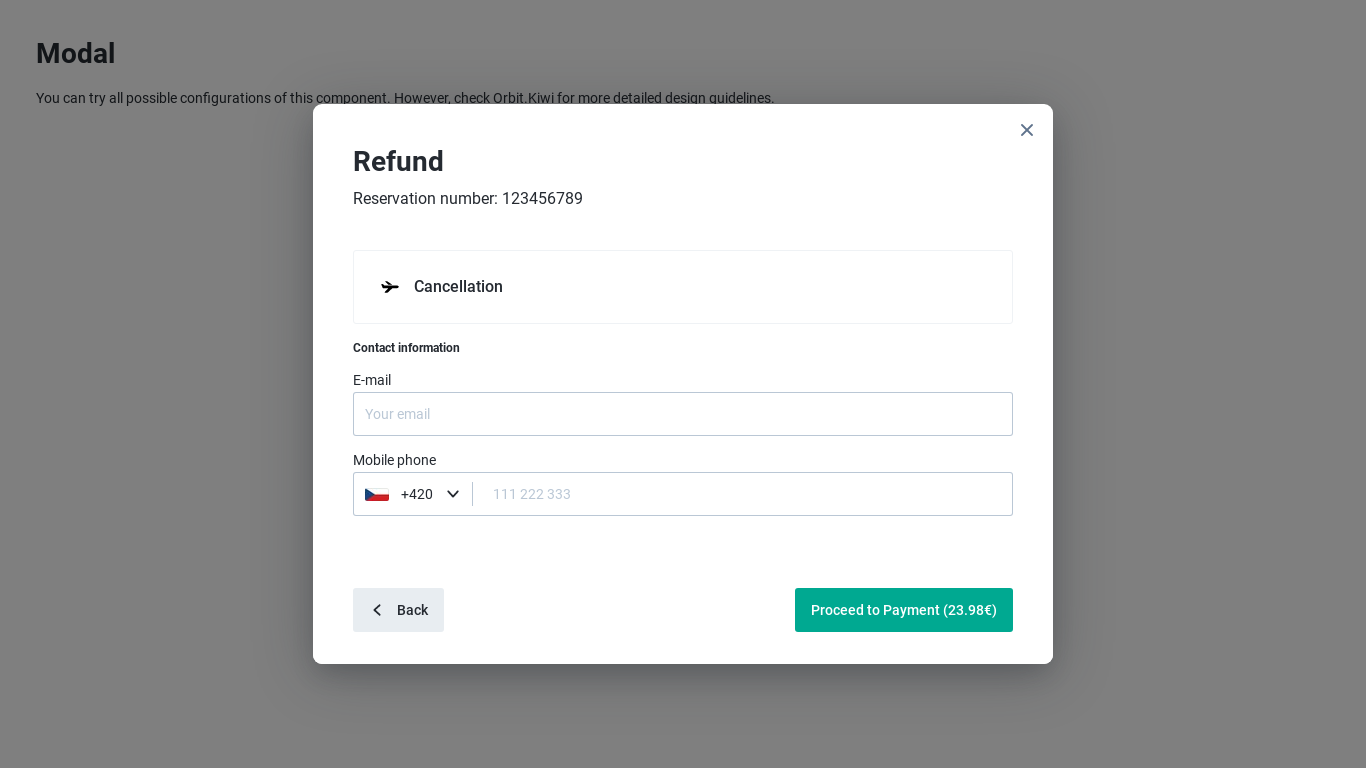 Modal
You can try all possible configurations of this component. However, check Orbit.Kiwi for more detailed design guidelines.
Refund
Reservation number: 123456789
Cancellation
Contact information
E-mail
Your email
Mobile phone
+420 111 222 333
Back
Proceed to Payment (23.98€)